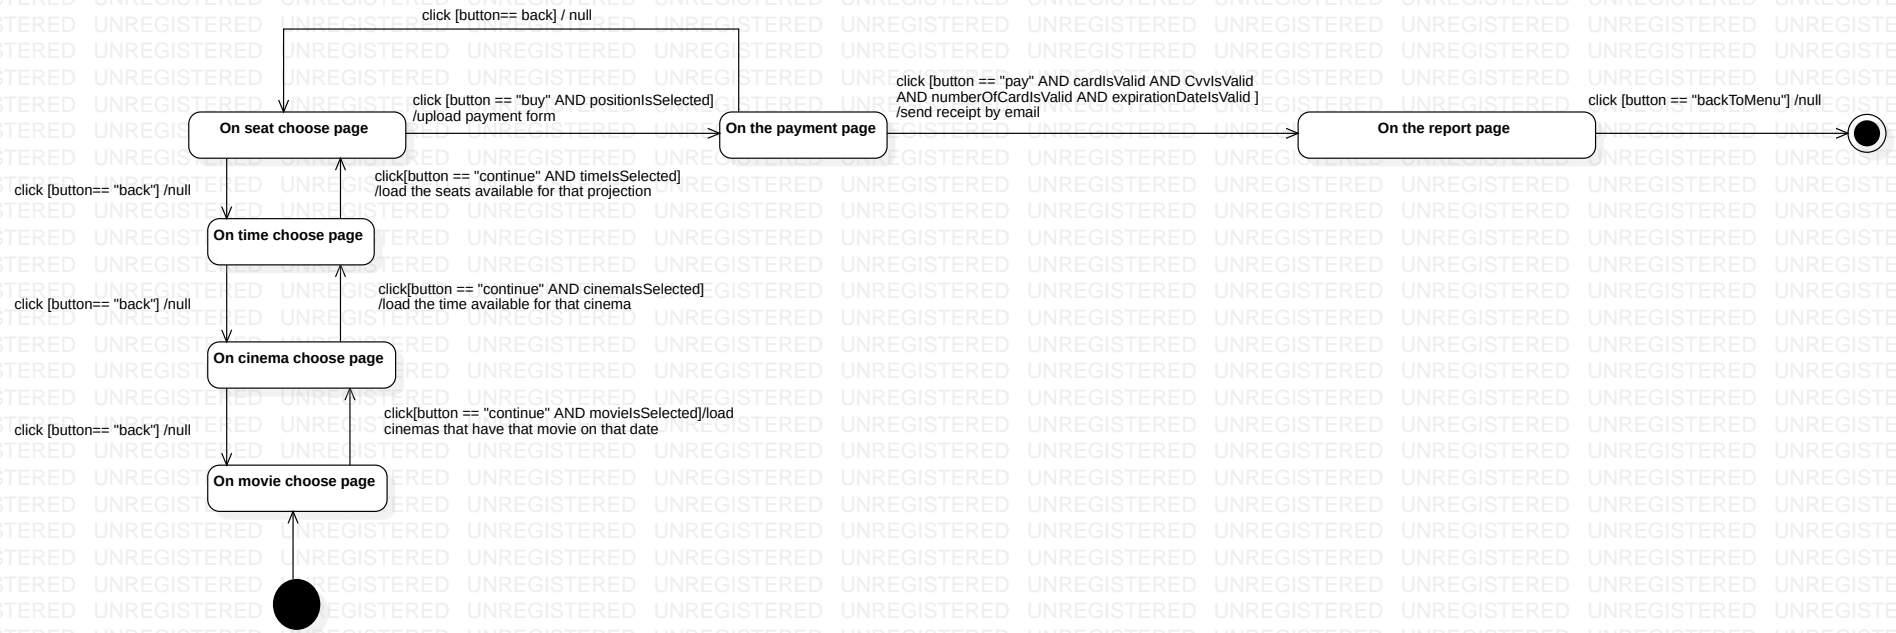 click [button== back] / null
click [button == "pay" AND cardIsValid AND CvvIsValid
AND numberOfCardIsValid AND expirationDateIsValid ]
/send receipt by email
click [button == "buy" AND positionIsSelected]
/upload payment form
click [button == "backToMenu"] /null
On seat choose page
On the payment page
On the report page
click[button == "continue" AND timeIsSelected]
/load the seats available for that projection
click [button== "back"] /null
On time choose page
click[button == "continue" AND cinemaIsSelected]
/load the time available for that cinema
click [button== "back"] /null
On cinema choose page
click[button == "continue" AND movieIsSelected]/load
cinemas that have that movie on that date
click [button== "back"] /null
On movie choose page
UNREGISTERED